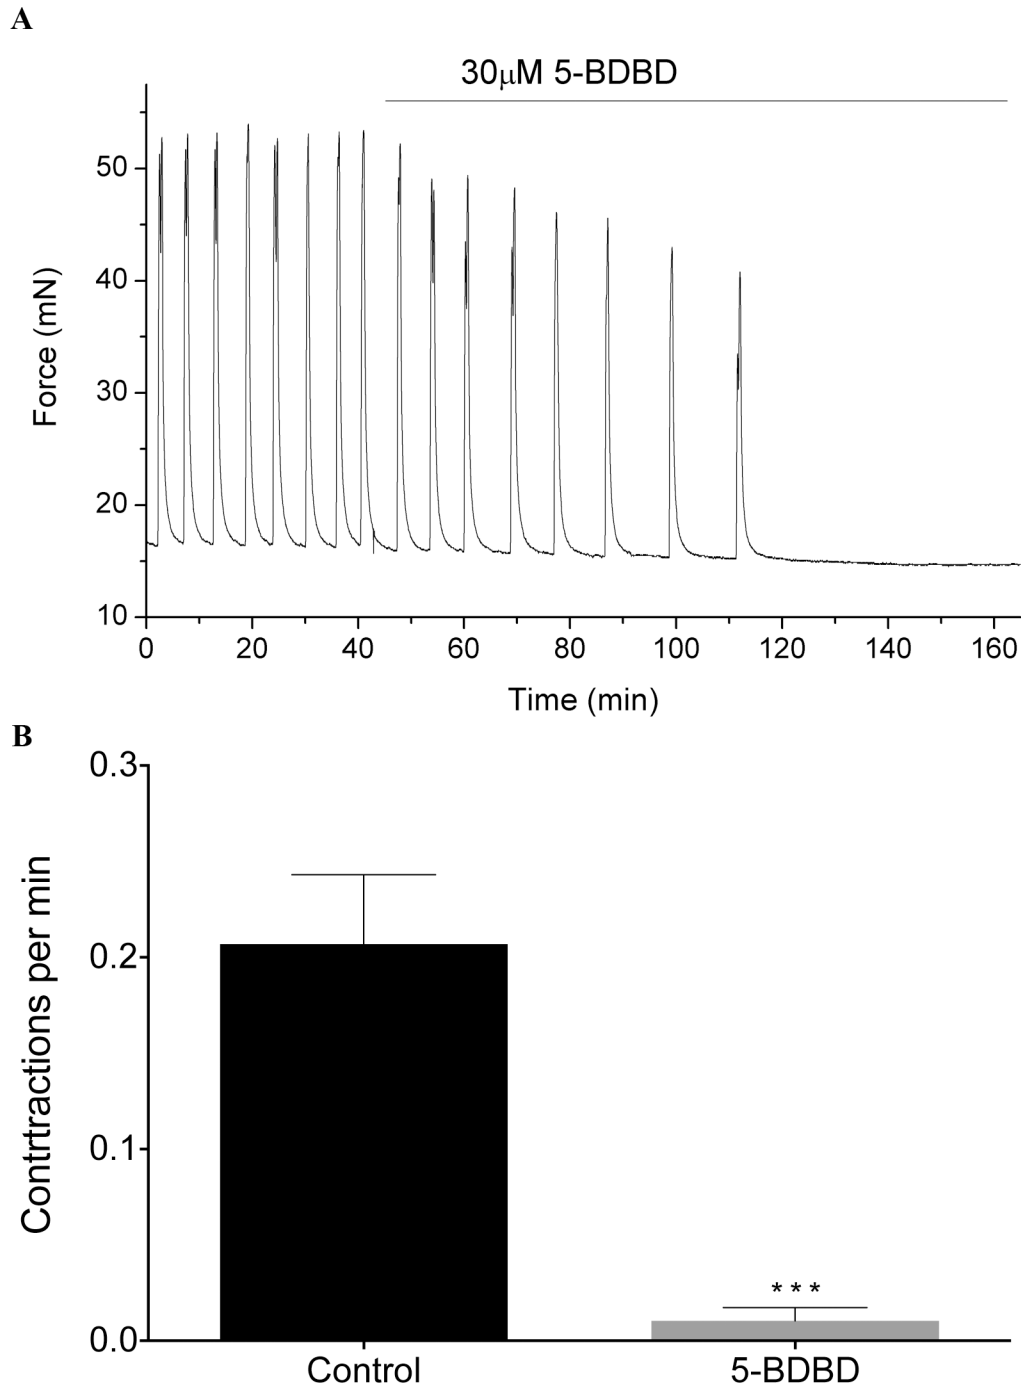 A
30μM 5-BDBD
50
40
30
20
10
Force (mN)
0 20 40 60 80 100 120 140 160
Time (min)
B
0.3
0.2
0.1
0.0
Contrtractions per min
***
Control 5-BDBD